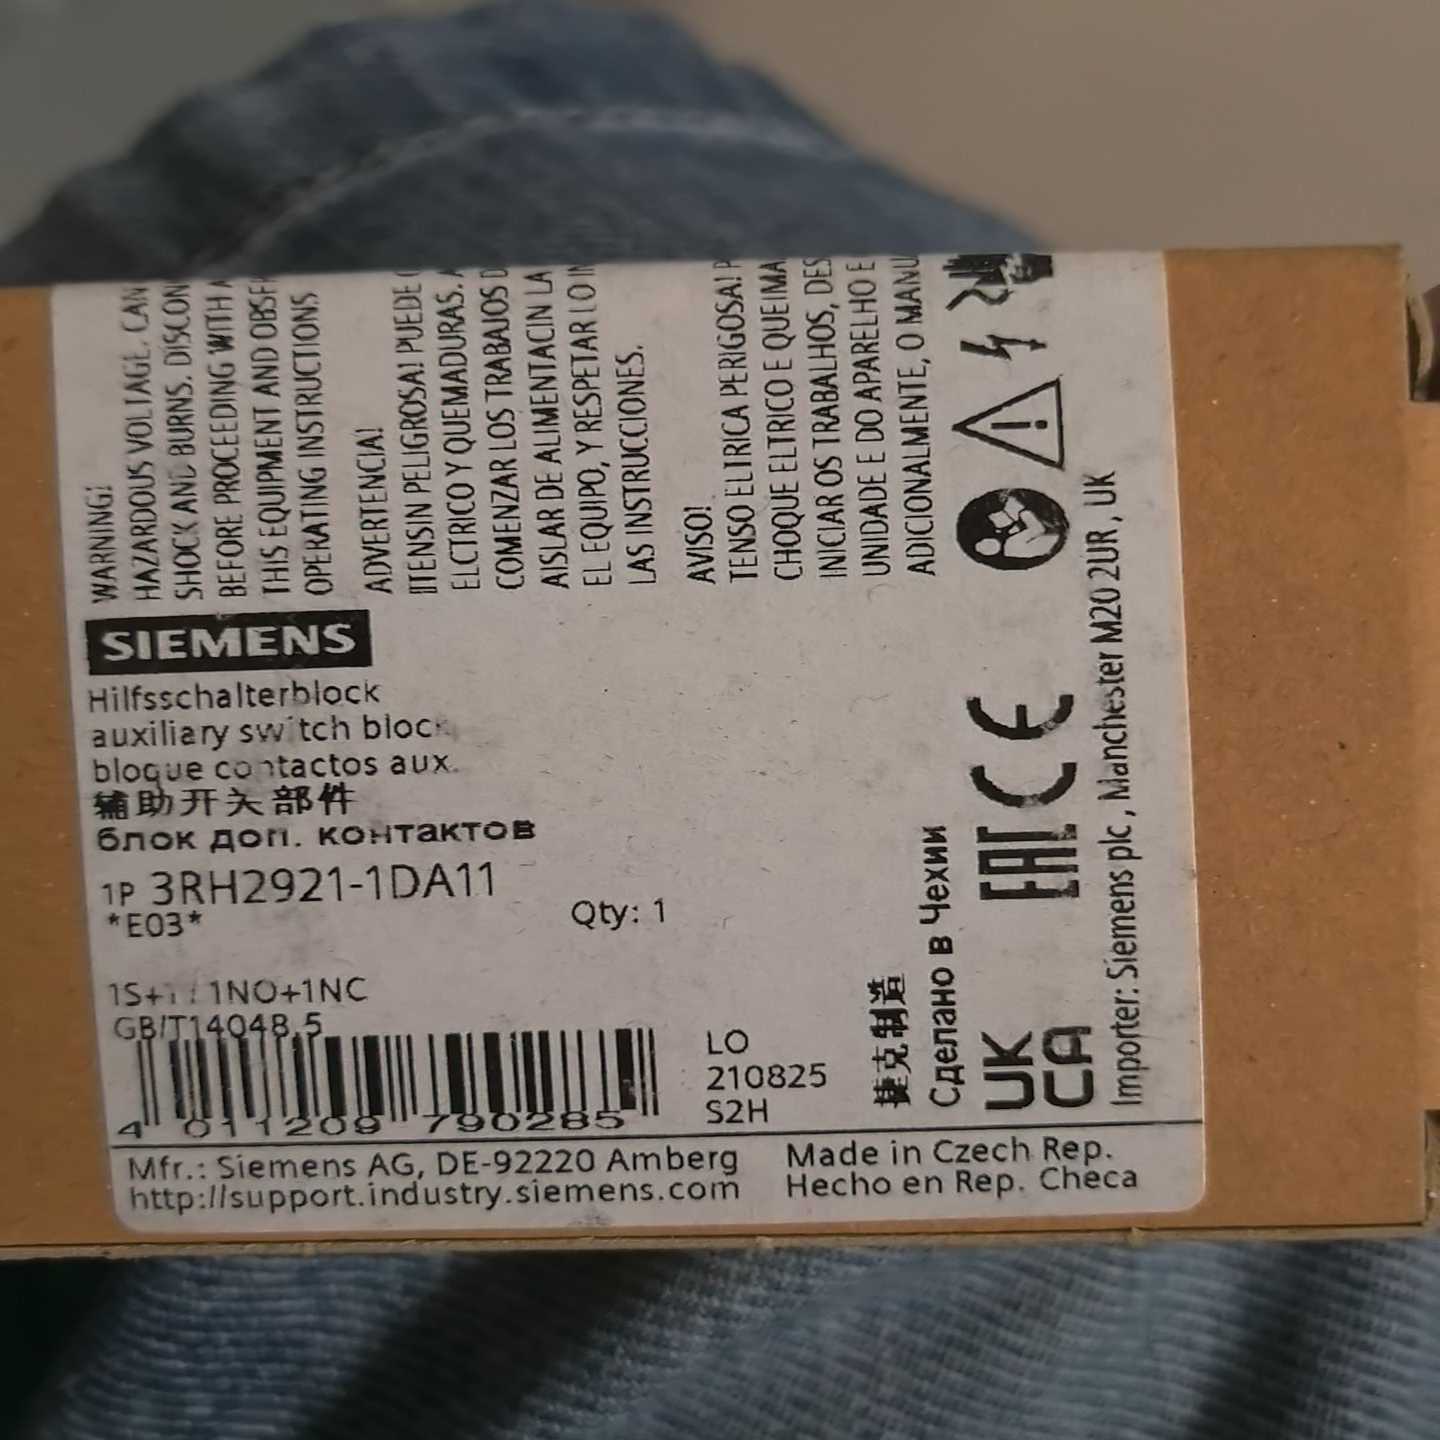 WARNING!
HAZARDOUS VOLTAGE. CAN
SHOCK AND BURNS. DISCON
BEFORE PROCEEDING WITH
THIS EQUIPMENT AND
OPERATING INSTRUCTIONS
ADVERTENCIA!
PELIGROSA! PUEDE
ELCTRICO Y QUEMADURAS.
COMENZAR LOS TRABAJOS D
AISLAR DE ALIMENTACIN LA
EL EQUIPO, Y RESPETAR LO
LAS INSTRUCCIONES.
AVISO!
TENSO ELTRICA PERIGOSA! P
CHOQUE ELTRICO E QUEIMA
INICIAR OS TRABALHOS, DES
UNIDADE E DO APARELHO E
ADICIONALMENTE, O MANU
SIEMENS
Hilfsschalterblock
auxiliary switch block
bloque contactos aux.
辅助开关部件
блок доп. контактов
1P 3RH2921-1DA11
*E03*
Qty: 1
1NO+1NC
GB/T14048.5
4 011209 790285
LO
210825
S2H
捷克制造
Сделано в Чехии
UK
CA
EAC CE
Importer: Siemens plc , Manchester M20 2UR, UK
Mfr.: Siemens AG, DE-92220 Amberg
http://support.industry.siemens.com
Made in Czech Rep.
Hecho en Rep. Checa